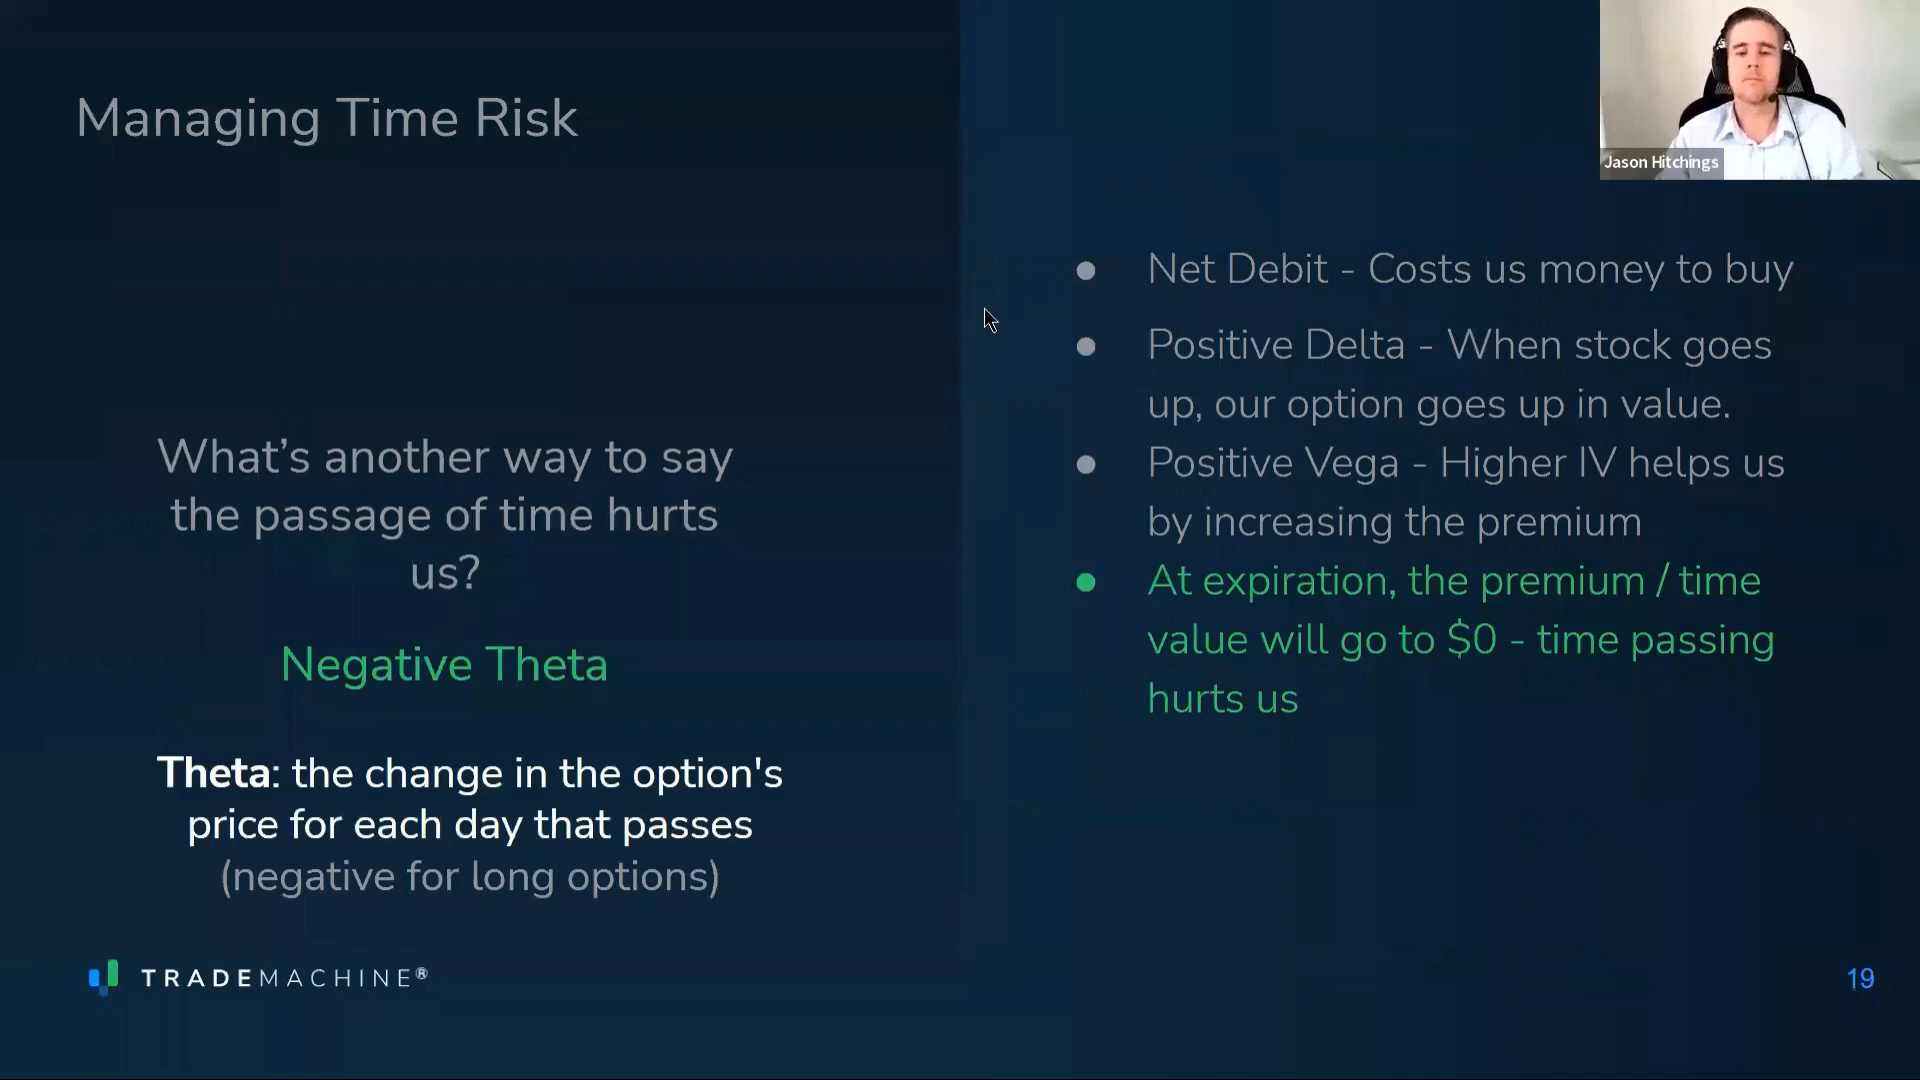 Managing Time Risk
What’s another way to say
the passage of time hurts
us?
Negative Theta
Theta: the change in the option's
price for each day that passes
(negative for long options)
TRADEMACHINE®
Jason Hitchings
● Net Debit - Costs us money to buy
● Positive Delta - When stock goes
up, our option goes up in value.
● Positive Vega - Higher IV helps us
by increasing the premium
● At expiration, the premium / time
value will go to $0 - time passing
hurts us
19